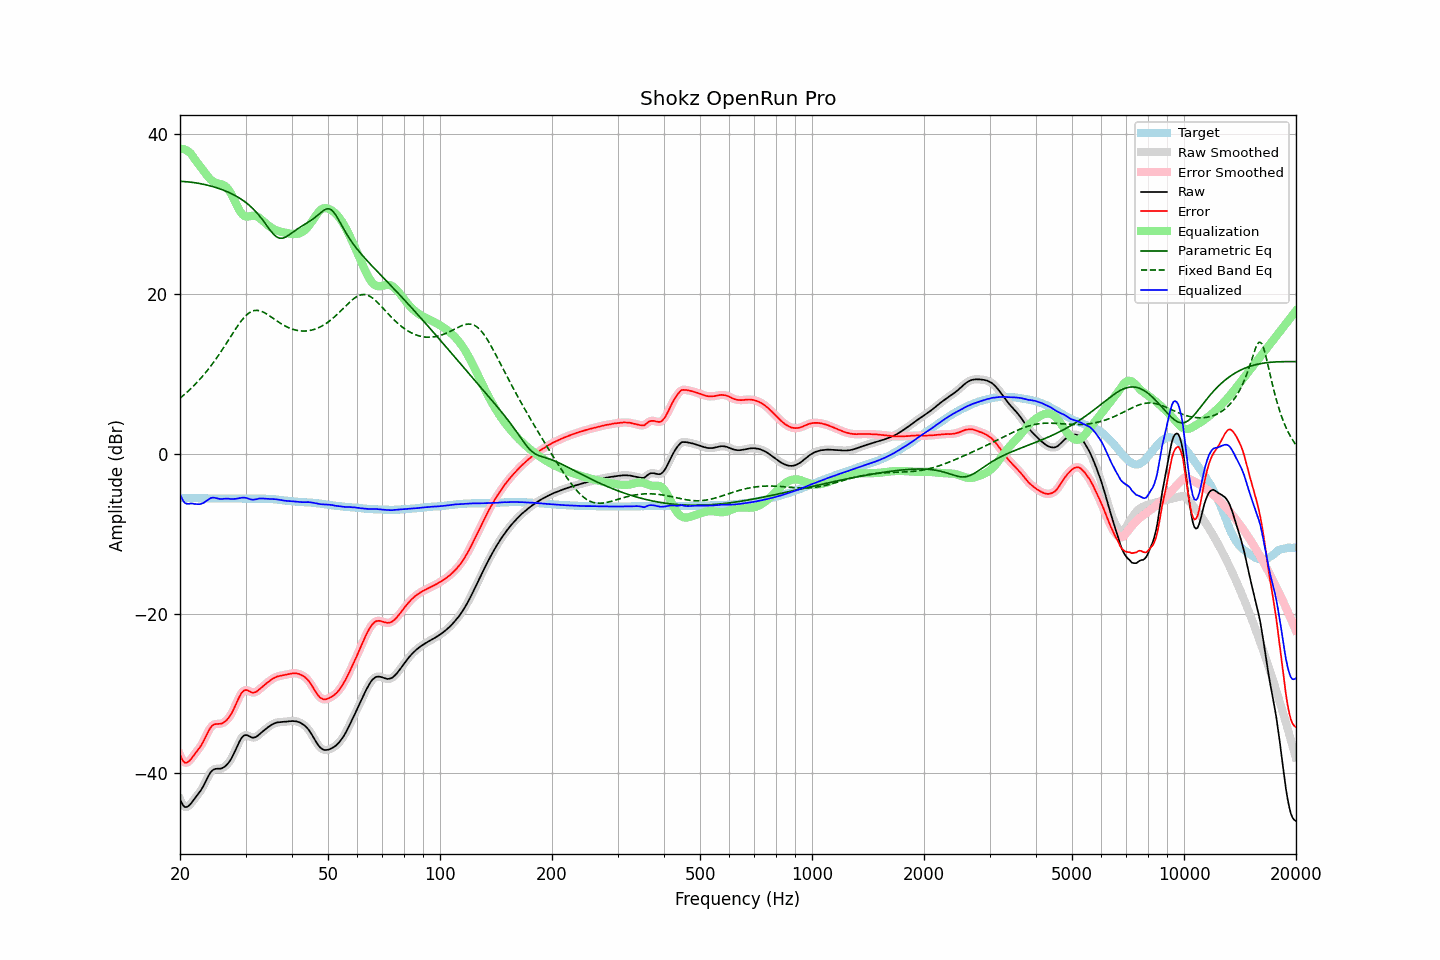 Shokz OpenRun Pro
Target
Raw Smoothed
Error Smoothed
Raw
Error
Equalization
Parametric Eq
Fixed Band Eq
Equalized
40
20
0
−20
−40
Amplitude (dBr)
20
50
100
200
500
1000
2000
5000
10000
20000
Frequency (Hz)